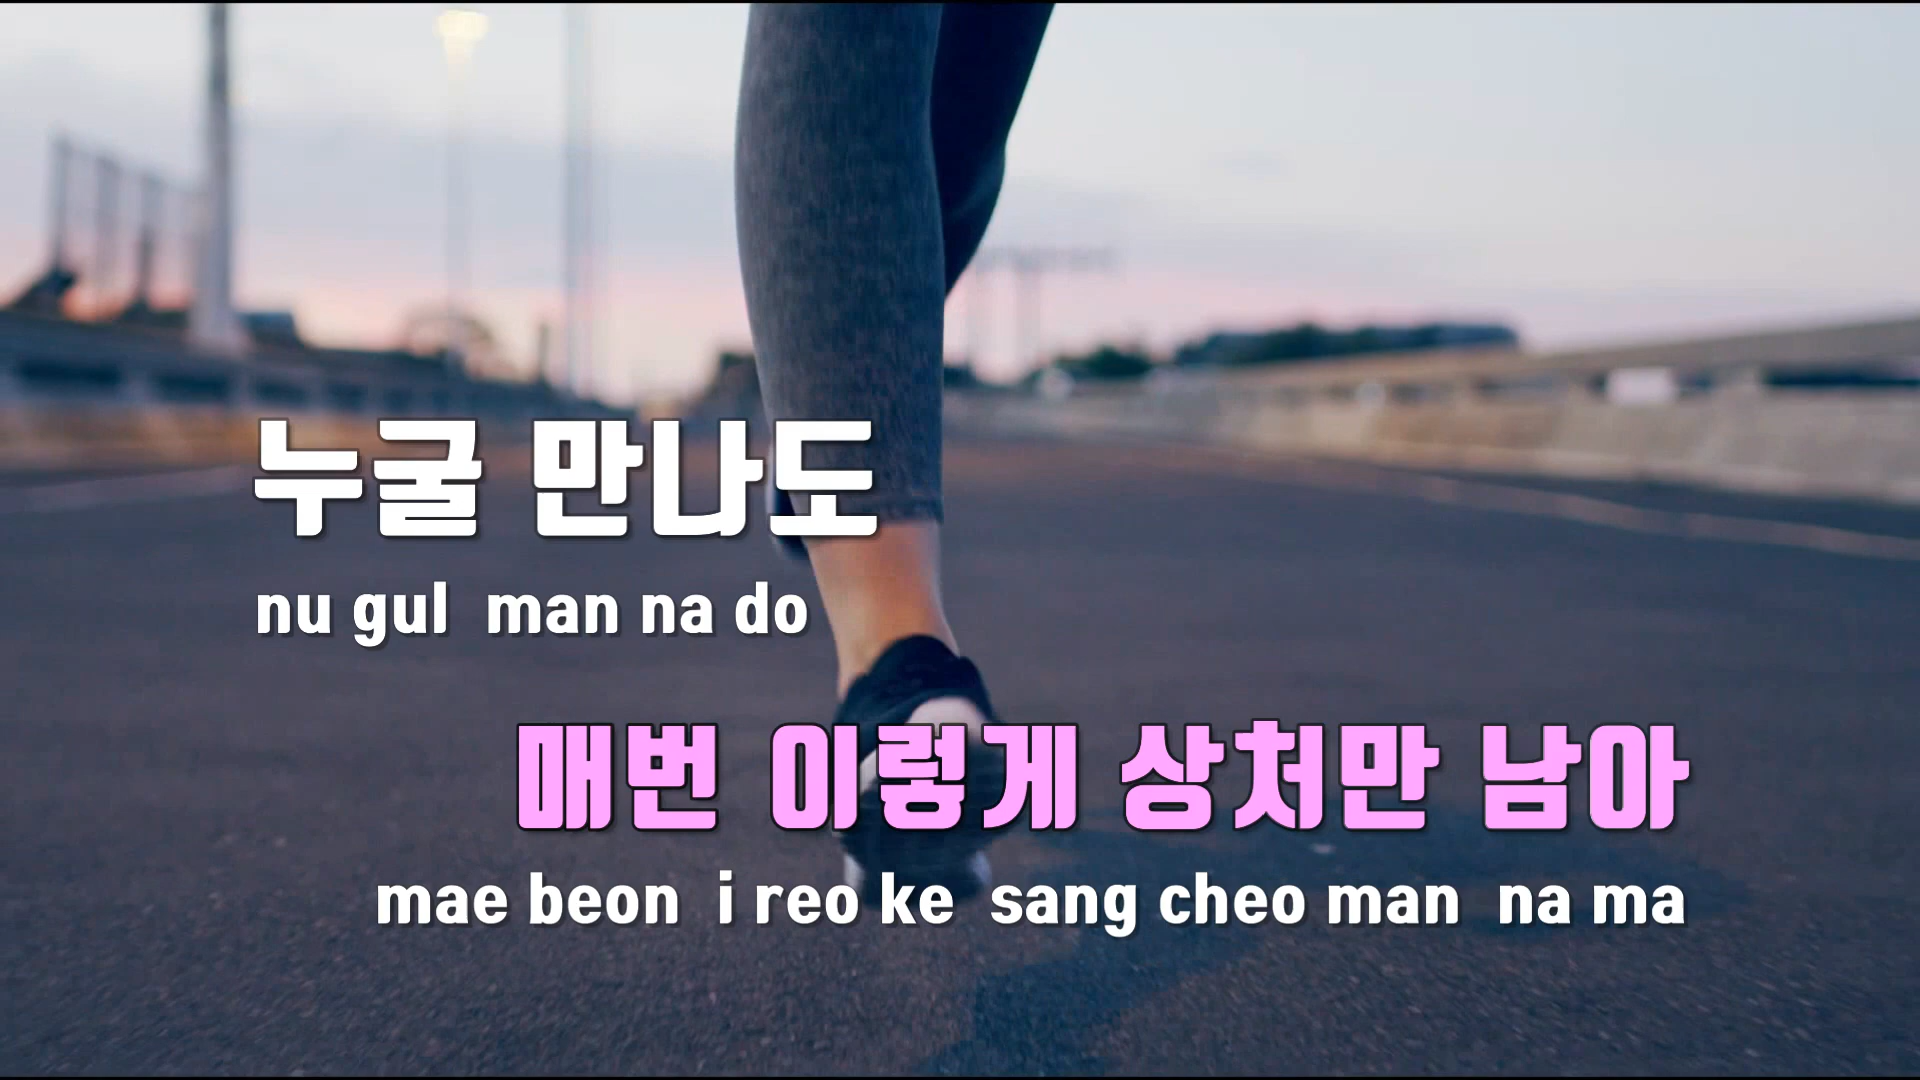 누굴 만나도
nu gul man na do
매번 이렇게 상처만 남아
mae beon i reo ke sang cheo man na ma